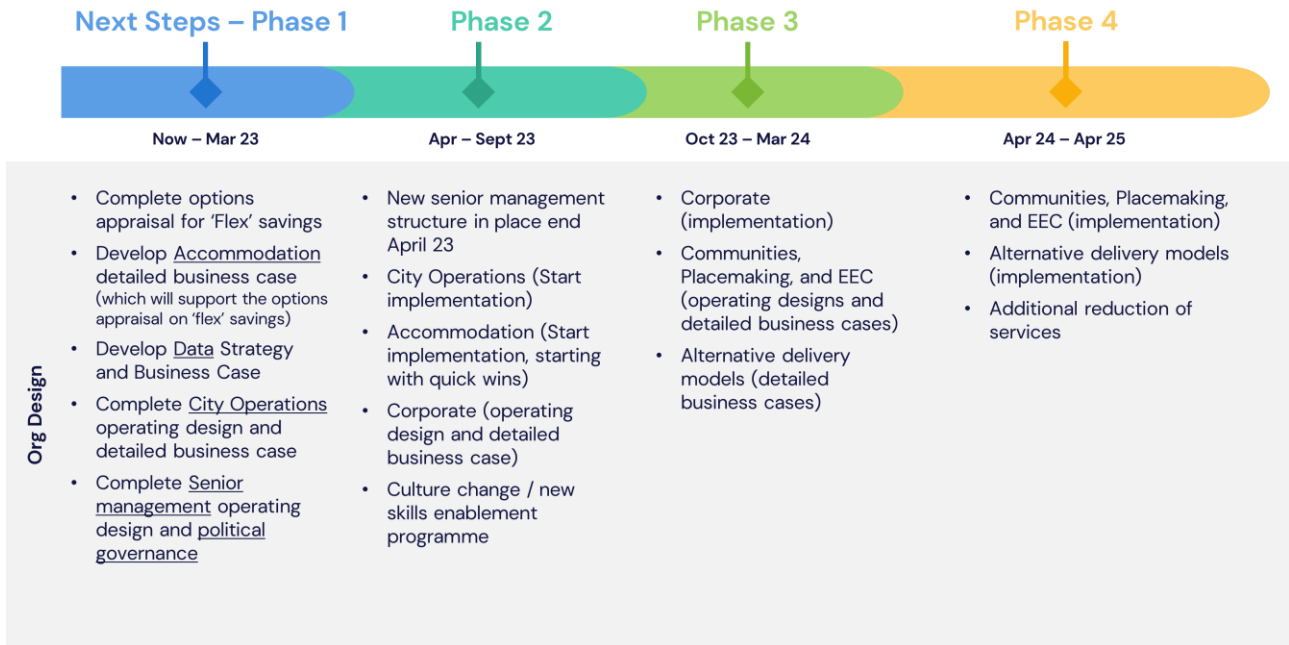 Next Steps – Phase 1
Phase 2
Phase 3
Phase 4
Now – Mar 23
Apr – Sept 23
Oct 23 – Mar 24
Apr 24 – Apr 25
Org Design
• Complete options
appraisal for ‘Flex’ savings
• Develop Accommodation
detailed business case
(which will support the options
appraisal on ‘flex’ savings)
• Develop Data Strategy
and Business Case
• Complete City Operations
operating design and
detailed business case
• Complete Senior
management operating
design and political
governance
• New senior management
structure in place end
April 23
• City Operations (Start
implementation)
• Accommodation (Start
implementation, starting
with quick wins)
• Corporate (operating
design and detailed
business case)
• Culture change / new
skills enablement
programme
• Corporate
(implementation)
• Communities,
Placemaking, and EEC
(operating designs and
detailed business cases)
• Alternative delivery
models (detailed
business cases)
• Communities, Placemaking,
and EEC (implementation)
• Alternative delivery models
(implementation)
• Additional reduction of
services